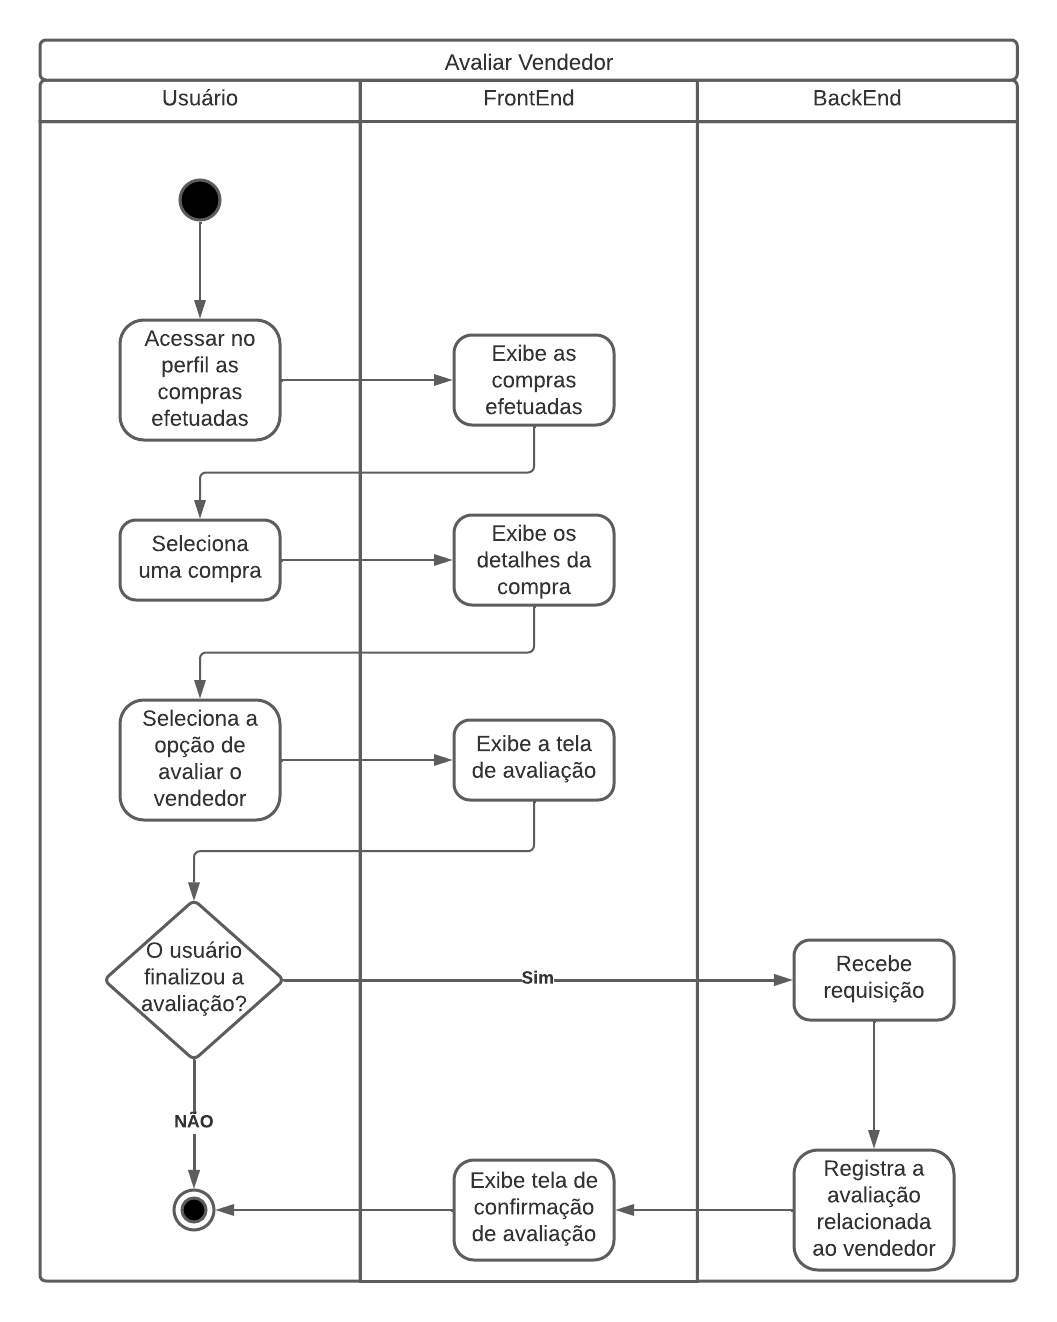 Avaliar Vendedor
Usuário
FrontEnd
BackEnd
Acessar no
perfil as
compras
efetuadas
Exibe as
compras
efetuadas
Seleciona
uma compra
Exibe os
detalhes da
compra
Seleciona a
opção de
avaliar o
vendedor
Exibe a tela
de avaliação
O usuário
finalizou a
avaliação?
Sim
Recebe
requisição
NÃO
Exibe tela de
confirmação
de avaliação
Registra a
avaliação
relacionada
ao vendedor